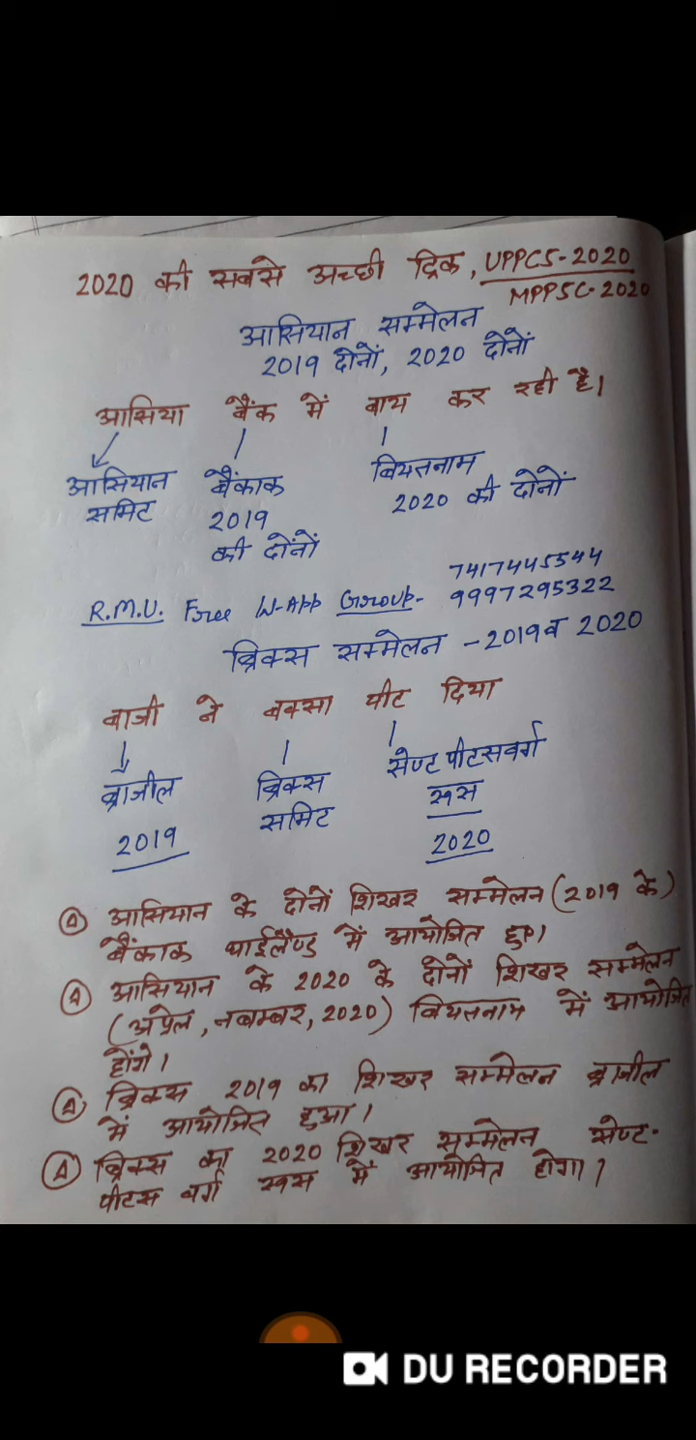 2020 की सबसे अच्छी ट्रिक, UPPCS-2020
MPPSC-2020
आसियान सम्मेलन
2019 दोनों, 2020 दोनों
आसिया बैंक में वाय कर रही है।
आसियान समिट
बैंकाक 2019 की दोंनों
वियतनाम 2020 की दोनों
7417445544
R.M.U. Free W-App Group- 9997295322
ब्रिक्स सम्मेलन - 2019 व 2020
बाजी ने बक्सा पीट दिया
ब्राजील 2019
ब्रिक्स समिट
सेण्ट पीटसवर्ग रूस 2020
A आसियान के दोनों शिखर सम्मेलन (2019 के)
बैंकाक थाईलैण्ड में आयोजित हुए।
A आसियान के 2020 के दोनों शिखर सम्मेलन
(अप्रेल, नवम्बर, 2020) वियतनाम में आयोजित
होंगे।
A ब्रिक्स 2019 का शिखर सम्मेलन ब्राजील
में आयोजित हुआ।
A ब्रिक्स का 2020 शिखर सम्मेलन सेण्ट-
पीटस वर्ग रूस में आयोजित होगा।
DU RECORDER